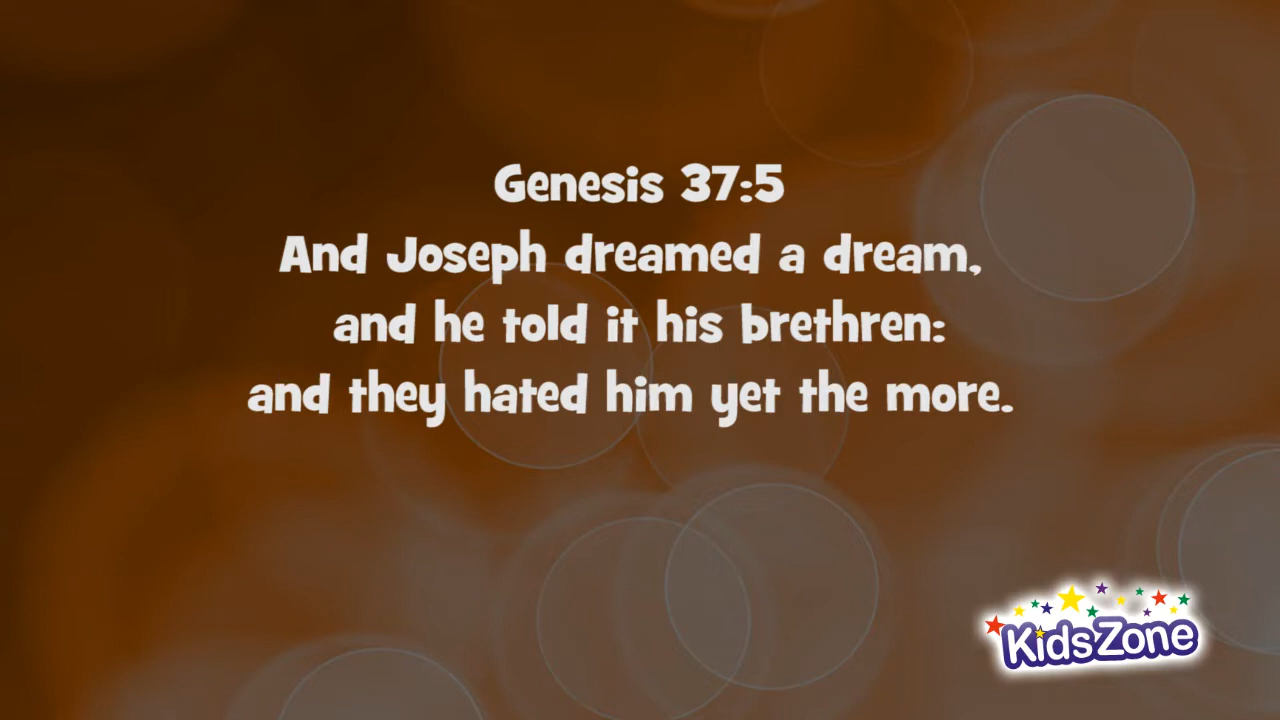 Genesis 37:5
And Joseph dreamed a dream,
and he told it his brethren:
and they hated him yet the more.
KidsZone